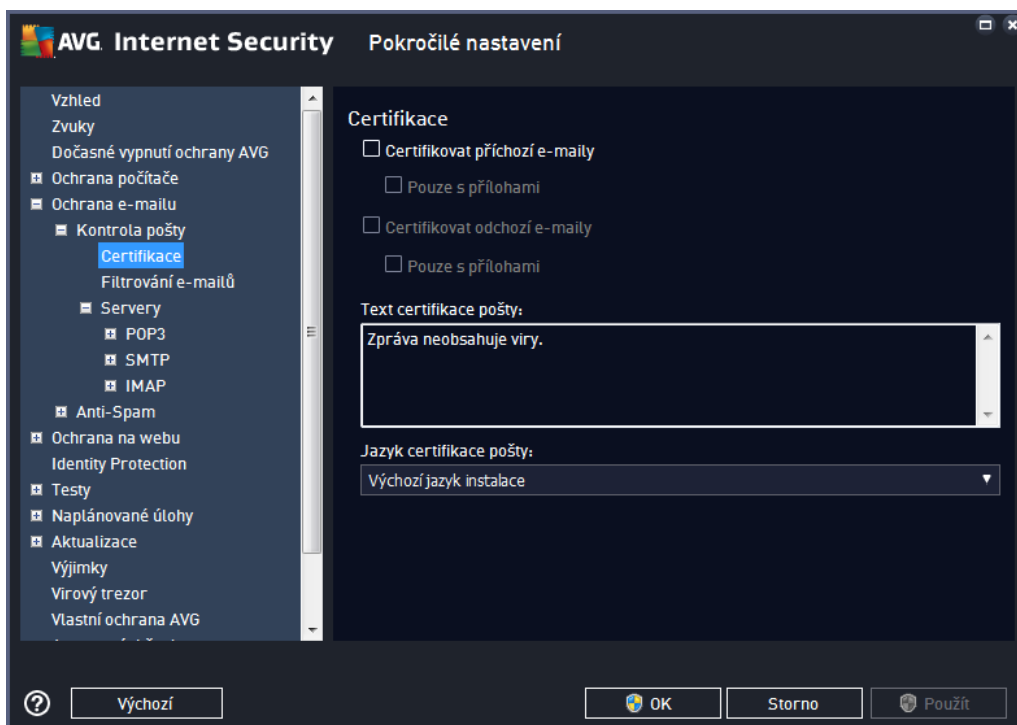 AVG Internet Security Pokročilé nastavení
Vzhled
Zvuky
Dočasné vypnutí ochrany AVG
Ochrana počítače
Ochrana e-mailu
Kontrola pošty
Certifikace
Filtrování e-mailů
Servery
POP3
SMTP
IMAP
Anti-Spam
Ochrana na webu
Identity Protection
Testy
Naplánované úlohy
Aktualizace
Výjimky
Virový trezor
Vlastní ochrana AVG
Certifikace
Certifikovat příchozí e-maily
Pouze s přílohami
Certifikovat odchozí e-maily
Pouze s přílohami
Text certifikace pošty:
Zpráva neobsahuje viry.
Jazyk certifikace pošty:
Výchozí jazyk instalace
Výchozí
OK
Storno
Použít